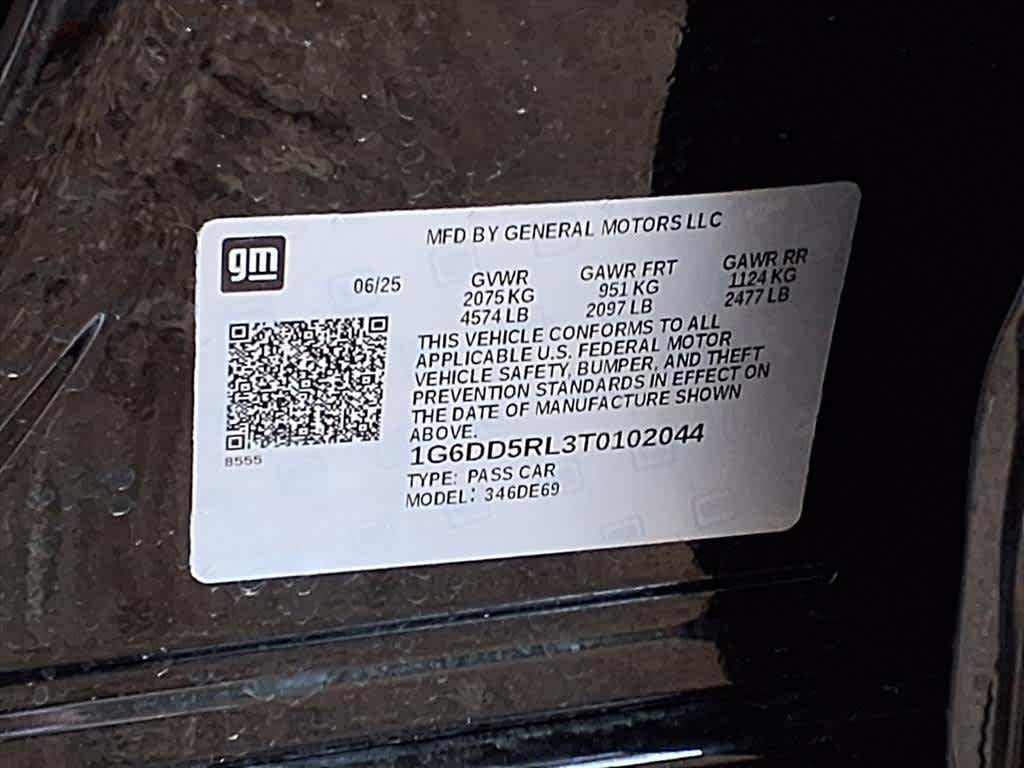 MFD BY GENERAL MOTORS LLC
gm
06/25
GVWR GAWR FRT GAWR RR
2075 KG 951 KG 1124 KG
4574 LB 2097 LB 2477 LB
THIS VEHICLE CONFORMS TO ALL
APPLICABLE U.S. FEDERAL MOTOR
VEHICLE SAFETY, BUMPER, AND THEFT
PREVENTION STANDARDS IN EFFECT ON
THE DATE OF MANUFACTURE SHOWN
ABOVE.
8555
1G6DD5RL3T0102044
TYPE: PASS CAR
MODEL: 346DE69